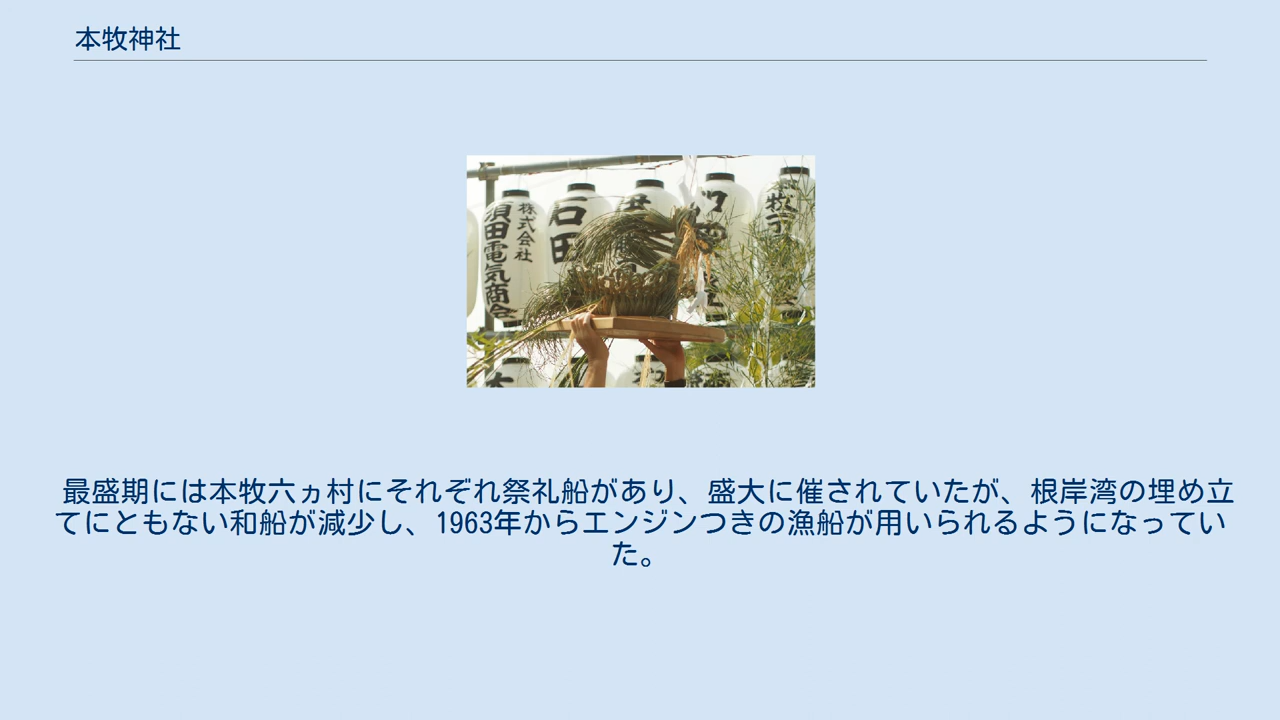 本牧神社
株式会社
須田電気商会
石田
牧
最盛期には本牧六ヵ村にそれぞれ祭礼船があり、盛大に催されていたが、根岸湾の埋め立
てにともない和船が減少し、1963年からエンジンつきの漁船が用いられるようになってい
た。